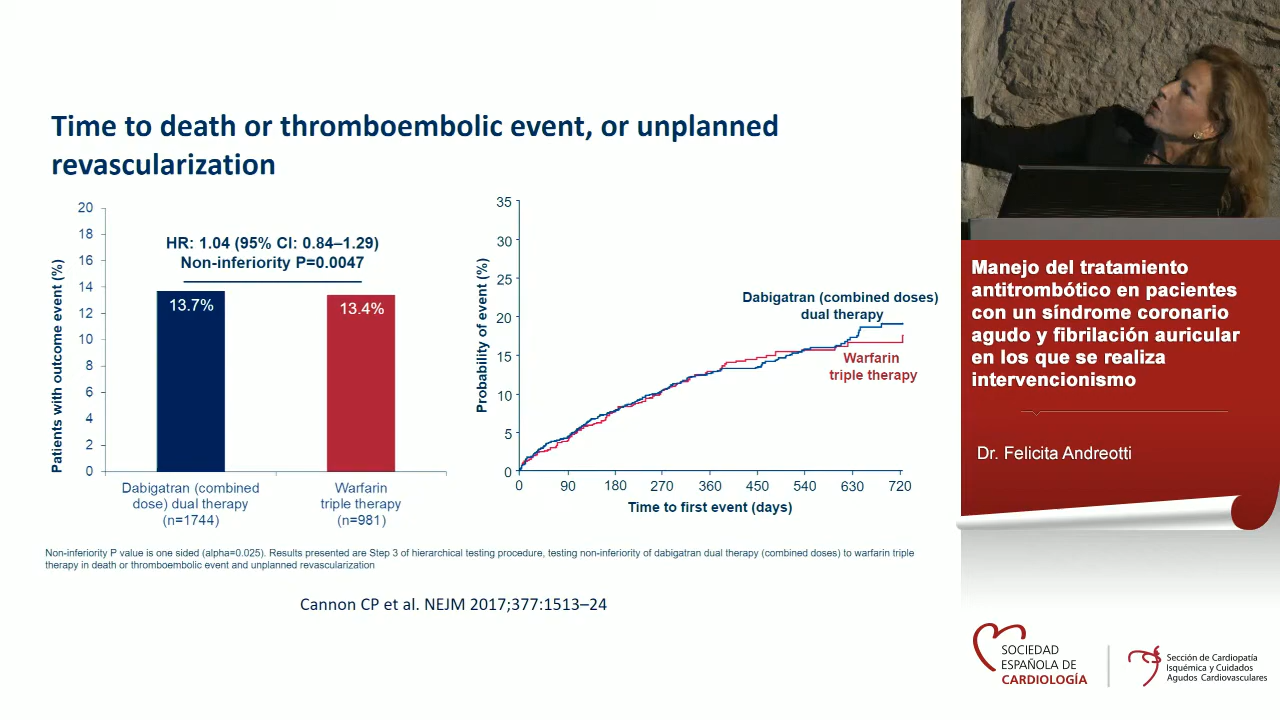 Time to death or thromboembolic event, or unplanned
revascularization
Patients with outcome event (%)
20
18
16
14
12
10
8
6
4
2
0
HR: 1.04 (95% CI: 0.84–1.29)
Non-inferiority P=0.0047
13.7%
13.4%
Dabigatran (combined
dose) dual therapy
(n=1744)
Warfarin
triple therapy
(n=981)
Probability of event (%)
35
30
25
20
15
10
5
0
Dabigatran (combined doses)
dual therapy
Warfarin
triple therapy
0 90 180 270 360 450 540 630 720
Time to first event (days)
Non-inferiority P value is one sided (alpha=0.025). Results presented are Step 3 of hierarchical testing procedure, testing non-inferiority of dabigatran dual therapy (combined doses) to warfarin triple
therapy in death or thromboembolic event and unplanned revascularization
Cannon CP et al. NEJM 2017;377:1513–24
Manejo del tratamiento
antitrombótico en pacientes
con un síndrome coronario
agudo y fibrilación auricular
en los que se realiza
intervencionismo
Dr. Felicita Andreotti
SOCIEDAD
ESPAÑOLA DE
CARDIOLOGÍA
Sección de Cardiopatía
Isquémica y Cuidados
Agudos Cardiovasculares